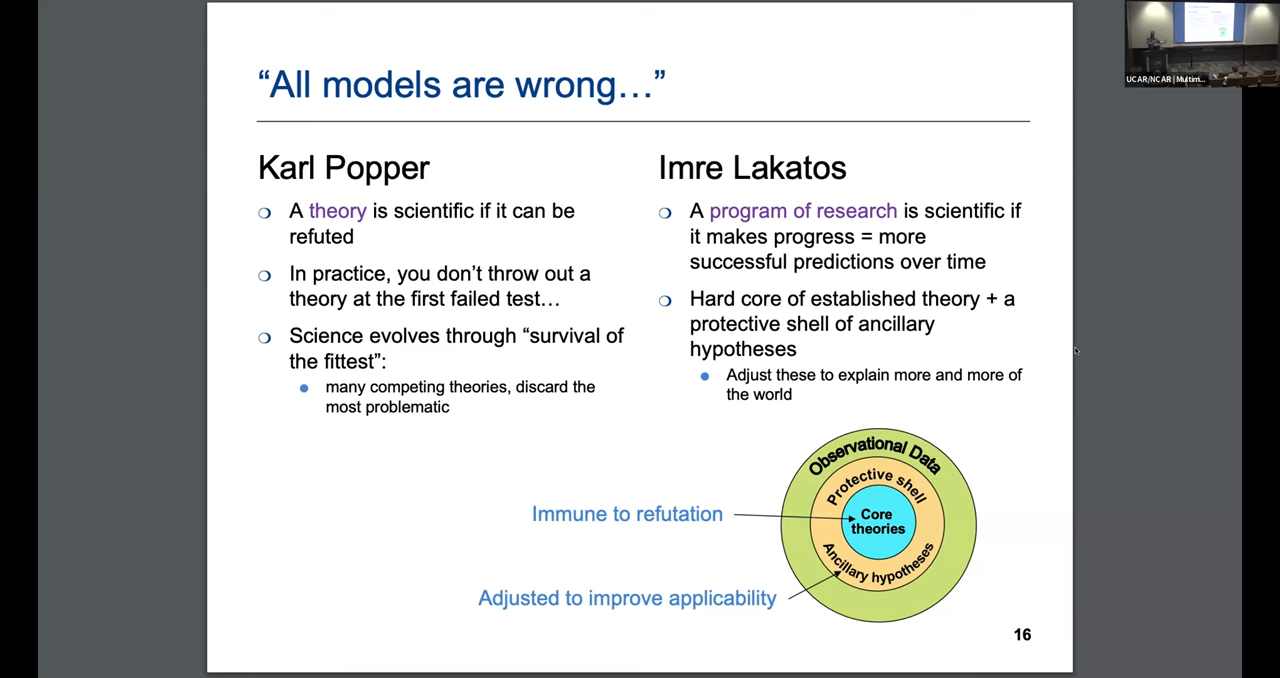 “All models are wrong…”
Karl Popper
A theory is scientific if it can be
refuted
In practice, you don’t throw out a
theory at the first failed test…
Science evolves through “survival of
the fittest”:
many competing theories, discard the
most problematic
Imre Lakatos
A program of research is scientific if
it makes progress = more
successful predictions over time
Hard core of established theory + a
protective shell of ancillary
hypotheses
Adjust these to explain more and more of
the world
Observational Data
Protective shell
Core
theories
Ancillary hypotheses
Immune to refutation
Adjusted to improve applicability
16
UCAR/NCAR | Multim...